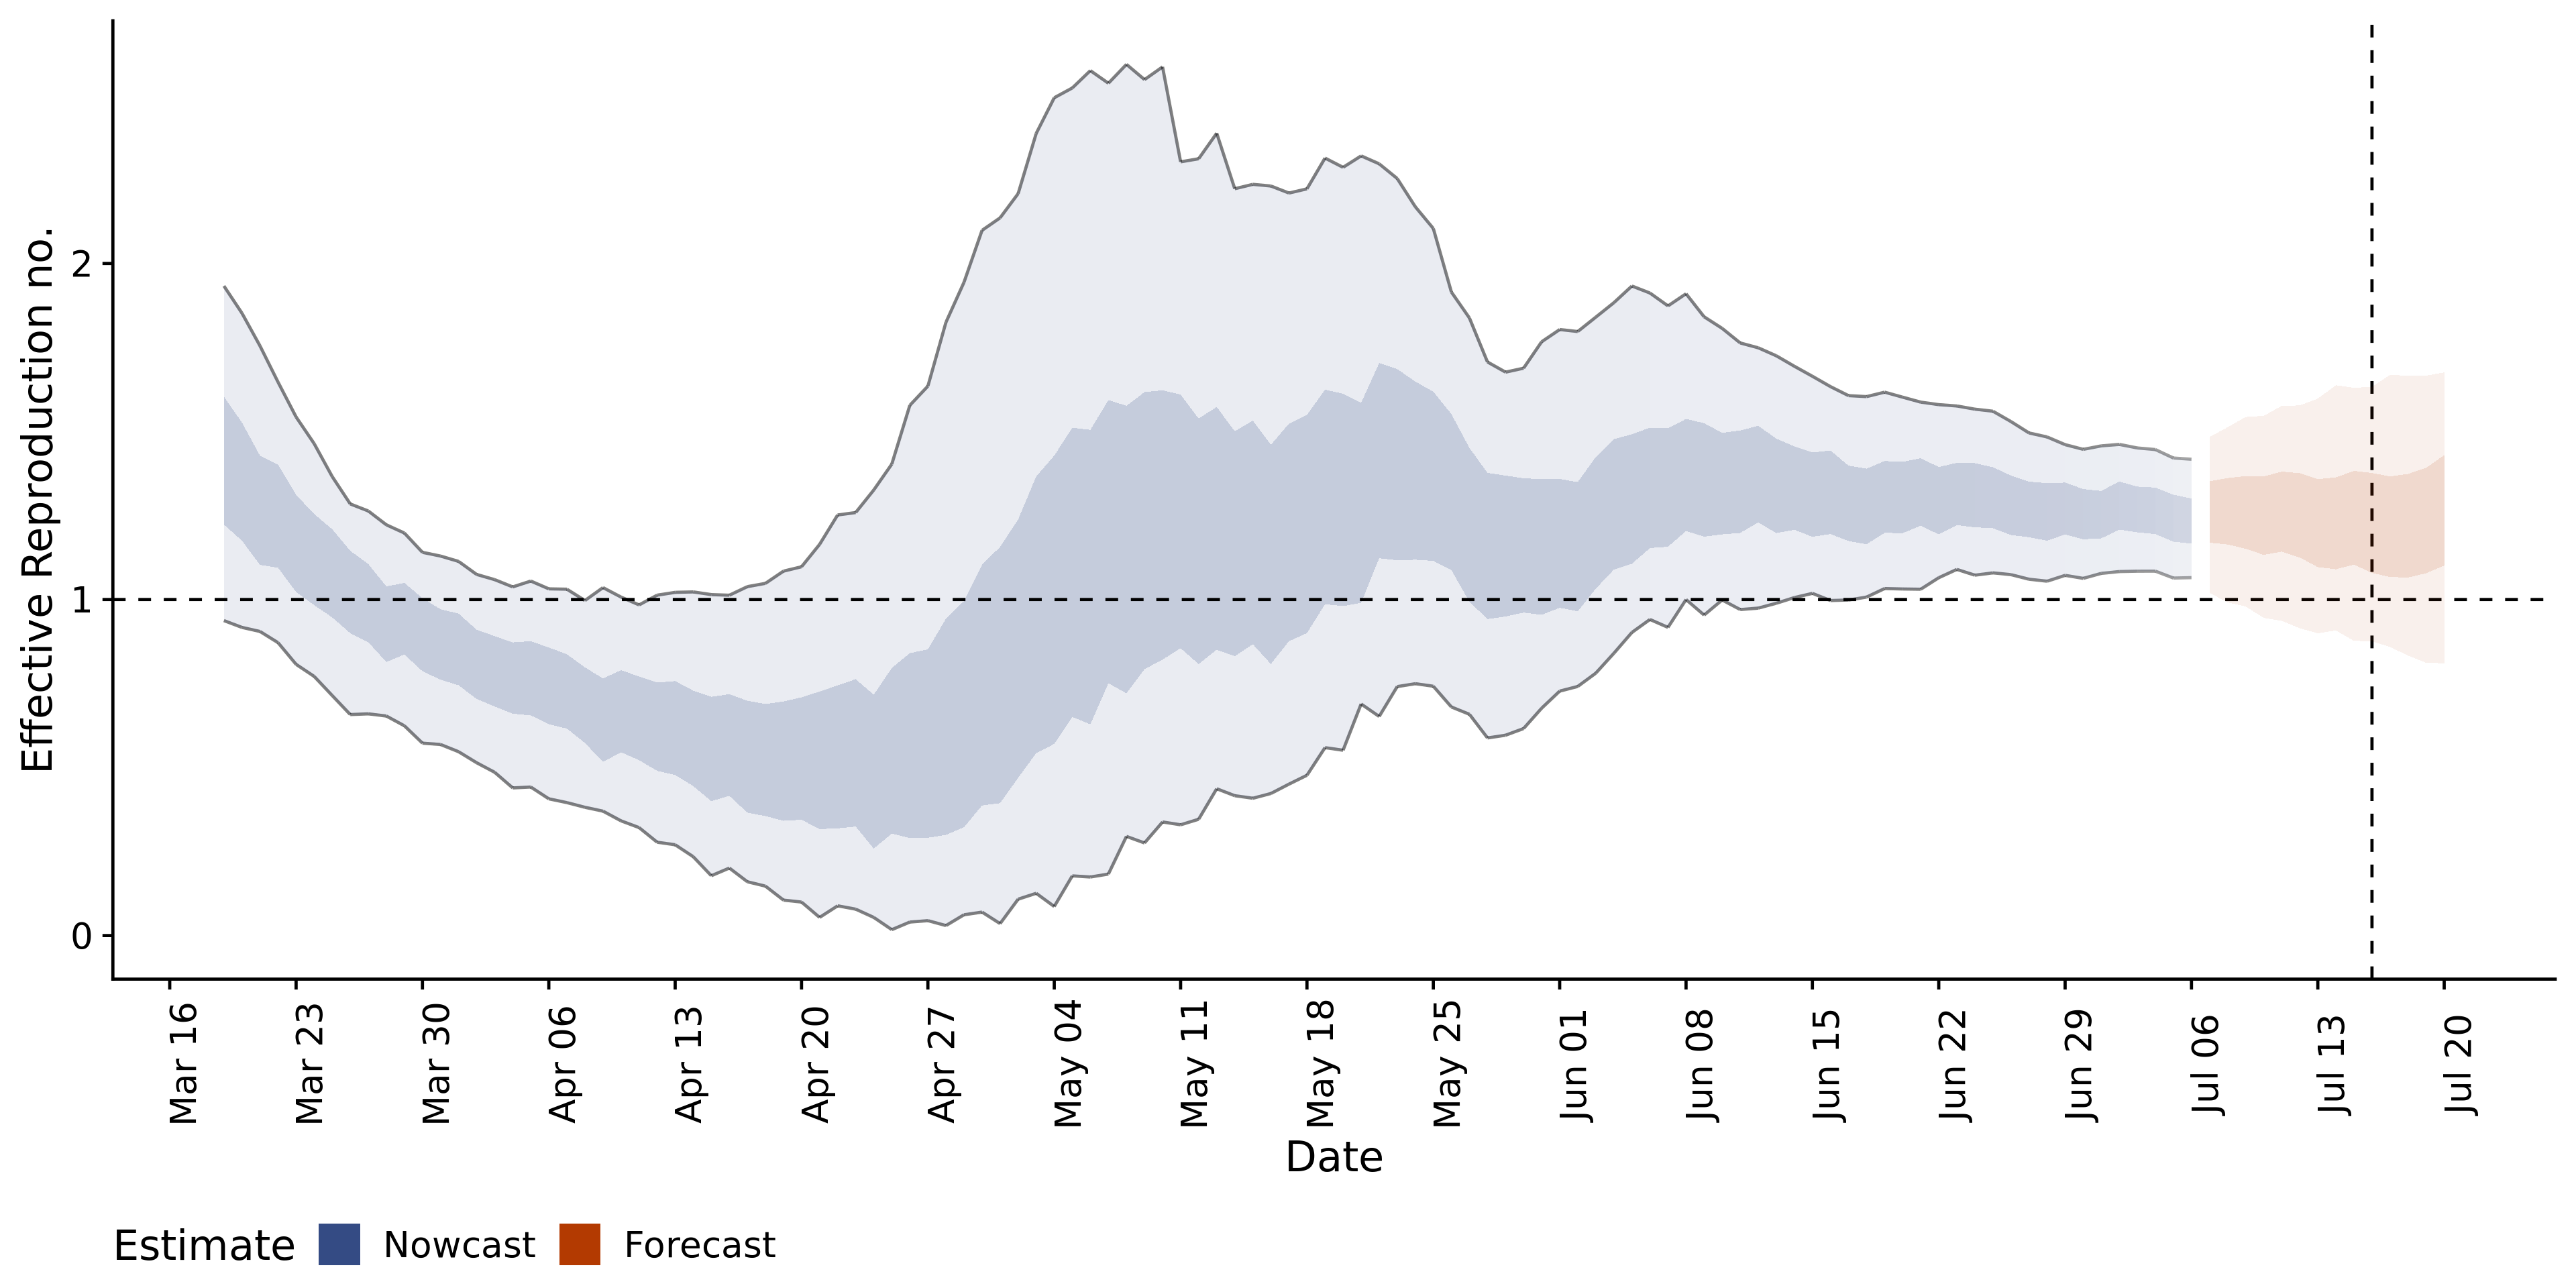 Effective Reproduction no.
2
1
0
Mar 16
Mar 23
Mar 30
Apr 06
Apr 13
Apr 20
Apr 27
May 04
May 11
May 18
May 25
Jun 01
Jun 08
Jun 15
Jun 22
Jun 29
Jul 06
Jul 13
Jul 20
Date
Estimate Nowcast Forecast